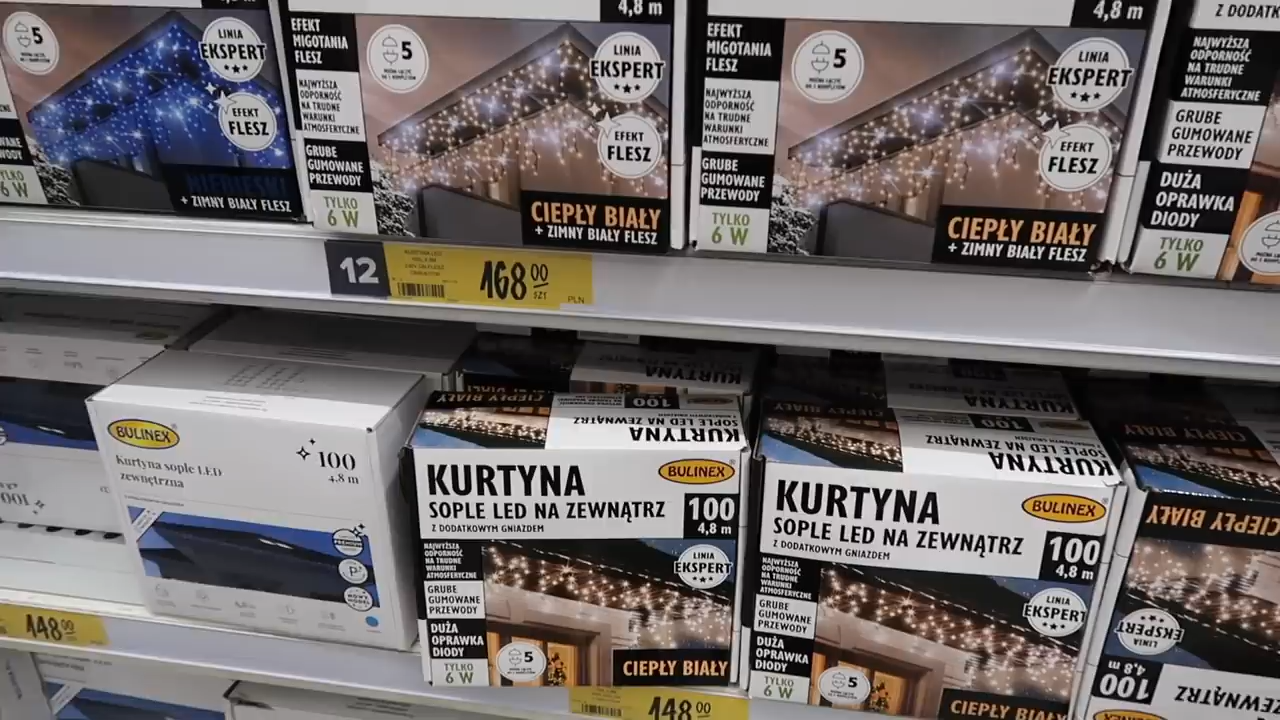 4,8 m
5
LINIA
EKSPERT
EFEKT
FLESZ
NIEBIESKI
+ ZIMNY BIAŁY FLESZ
6 W
EFEKT
MIGOTANIA
FLESZ
NAJWYŻSZA
ODPORNOŚĆ
NA TRUDNE
WARUNKI
ATMOSFERYCZNE
GRUBE
GUMOWANE
PRZEWODY
TYLKO
6 W
5
LINIA
EKSPERT
EFEKT
FLESZ
CIEPŁY BIAŁY
+ ZIMNY BIAŁY FLESZ
4,8 m
EFEKT
MIGOTANIA
FLESZ
NAJWYŻSZA
ODPORNOŚĆ
NA TRUDNE
WARUNKI
ATMOSFERYCZNE
GRUBE
GUMOWANE
PRZEWODY
TYLKO
6 W
5
LINIA
EKSPERT
EFEKT
FLESZ
CIEPŁY BIAŁY
+ ZIMNY BIAŁY FLESZ
Z DODATK
NAJWYŻSZA
ODPORNOŚĆ
NA TRUDNE
WARUNKI
ATMOSFERYCZNE
GRUBE
GUMOWANE
PRZEWODY
DUŻA
OPRAWKA
DIODY
TYLKO
6 W
12
168 00
SZT
PLN
BULINEX
Kurtyna sople LED
zewnętrzna
100
4,8 m
148 00
CIEPŁY BIAŁY
100
KURTYNA
SOPLE LED NA ZEWNĄTRZ
KURTYNA
BULINEX
SOPLE LED NA ZEWNĄTRZ
Z DODATKOWYM GNIAZDEM
100
4,8 m
NAJWYŻSZA
ODPORNOŚĆ
NA TRUDNE
WARUNKI
ATMOSFERYCZNE
GRUBE
GUMOWANE
PRZEWODY
DUŻA
OPRAWKA
DIODY
TYLKO
6 W
LINIA
EKSPERT
5
CIEPŁY BIAŁY
148 00
KURTYNA
SOPLE LED NA ZEWNĄTRZ
KURTYNA
BULINEX
SOPLE LED NA ZEWNĄTRZ
Z DODATKOWYM GNIAZDEM
100
4,8 m
NAJWYŻSZA
ODPORNOŚĆ
NA TRUDNE
WARUNKI
ATMOSFERYCZNE
GRUBE
GUMOWANE
PRZEWODY
DUŻA
OPRAWKA
DIODY
TYLKO
6 W
LINIA
EKSPERT
5
CIEPŁY BIAŁY
CIEPŁY BIAŁY
LINIA
EKSPERT
100
4,8 m
BULINEX